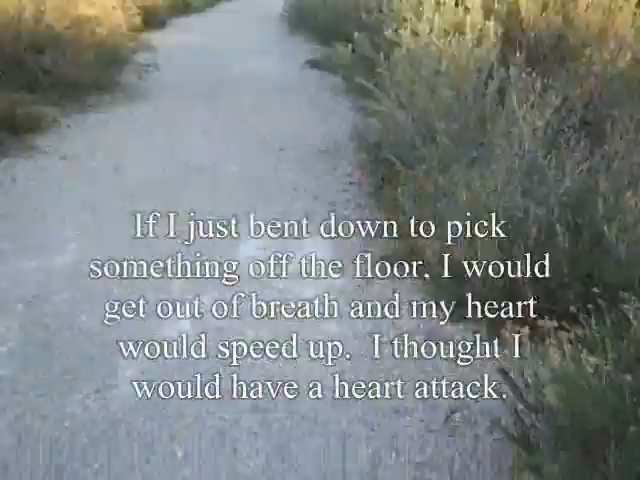 If I just bent down to pick
something off the floor, I would
get out of breath and my heart
would speed up.  I thought I
would have a heart attack.